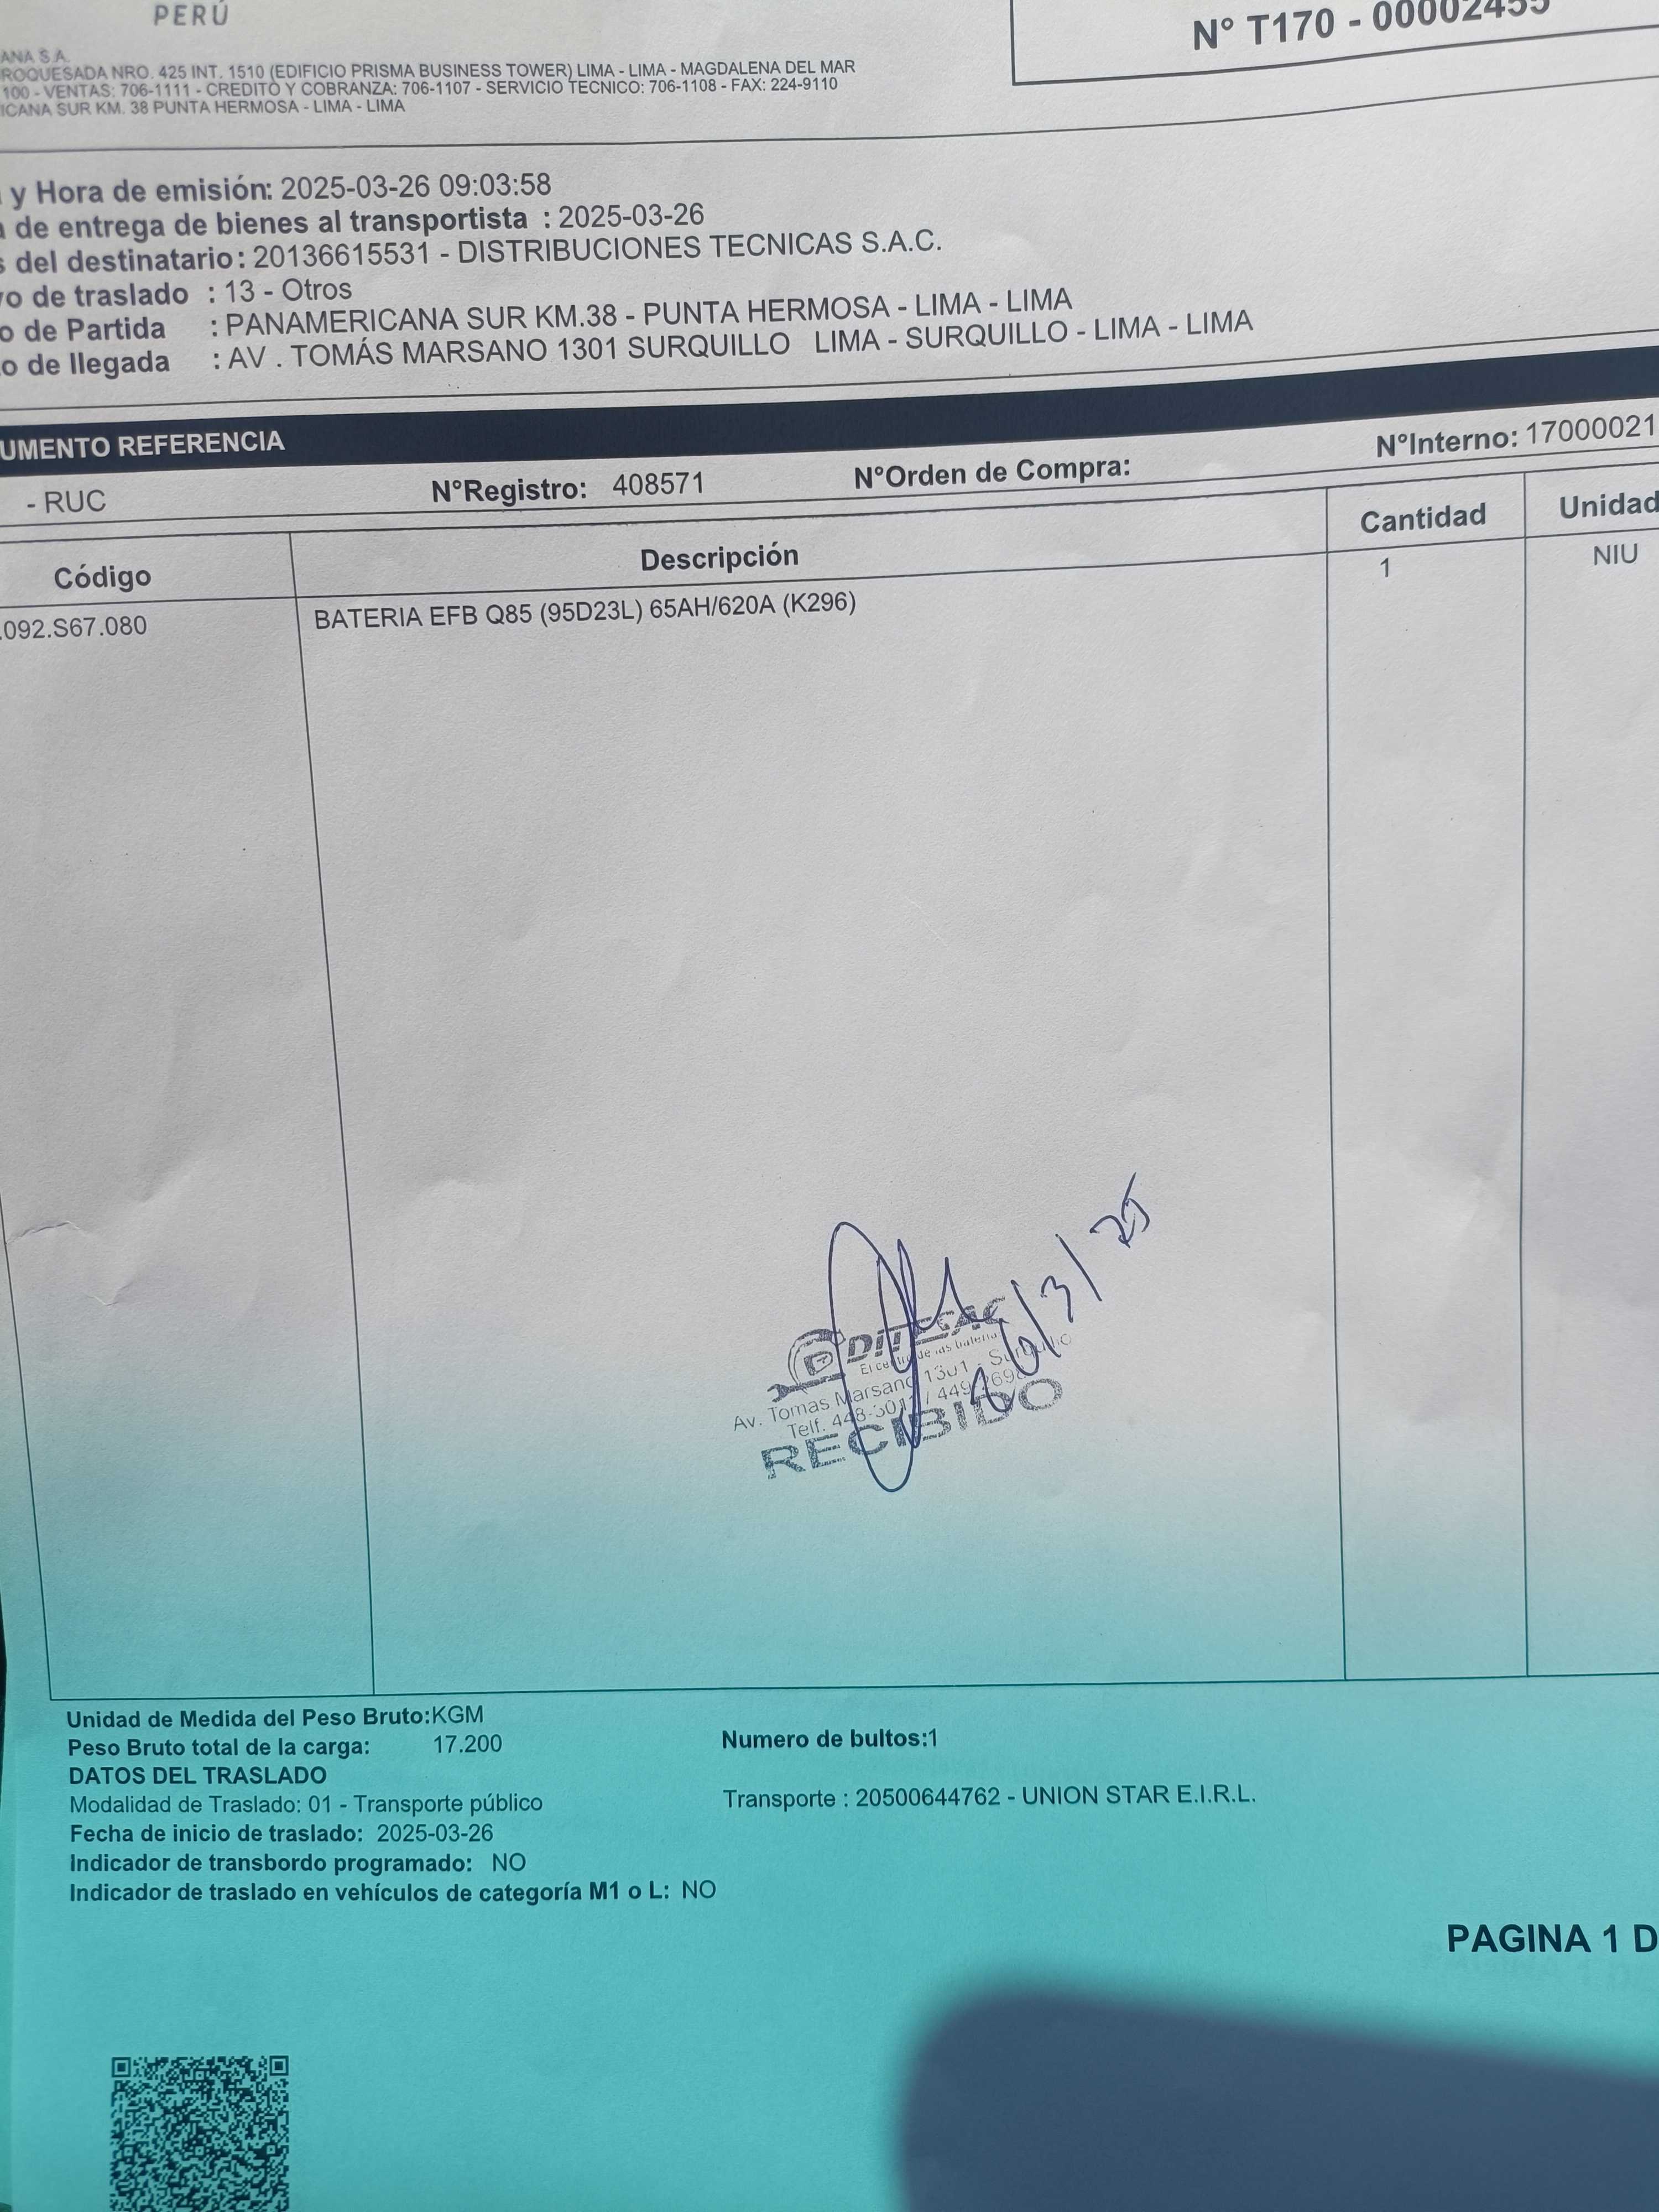 PERÚ
N° T170 - 00002455
ANA S.A.
ROQUESADA NRO. 425 INT. 1510 (EDIFICIO PRISMA BUSINESS TOWER) LIMA - LIMA - MAGDALENA DEL MAR
100 - VENTAS: 706-1111 - CREDITO Y COBRANZA: 706-1107 - SERVICIO TECNICO: 706-1108 - FAX: 224-9110
ICANA SUR KM. 38 PUNTA HERMOSA - LIMA - LIMA
y Hora de emisión: 2025-03-26 09:03:58
de entrega de bienes al transportista : 2025-03-26
s del destinatario: 20136615531 - DISTRIBUCIONES TECNICAS S.A.C.
vo de traslado : 13 - Otros
o de Partida : PANAMERICANA SUR KM.38 - PUNTA HERMOSA - LIMA - LIMA
o de llegada : AV . TOMÁS MARSANO 1301 SURQUILLO LIMA - SURQUILLO - LIMA - LIMA
UMENTO REFERENCIA
- RUC N°Registro: 408571 N°Orden de Compra: N°Interno: 17000021
Código Descripción Cantidad Unidad
.092.S67.080 BATERIA EFB Q85 (95D23L) 65AH/620A (K296) 1 NIU
26/3/25
DITESAC
Av. Tomas Marsano 1301 - Surquillo
RECIBIDO
Unidad de Medida del Peso Bruto:KGM
Peso Bruto total de la carga: 17.200 Numero de bultos:1
DATOS DEL TRASLADO
Modalidad de Traslado: 01 - Transporte público Transporte : 20500644762 - UNION STAR E.I.R.L.
Fecha de inicio de traslado: 2025-03-26
Indicador de transbordo programado: NO
Indicador de traslado en vehículos de categoría M1 o L: NO
PAGINA 1 D